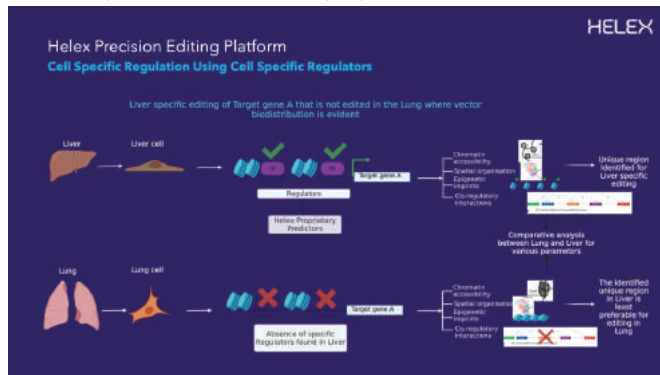 HELEX
Helex Precision Editing Platform
Cell Specific Regulation Using Cell Specific Regulators
Liver specific editing of Target gene A that is not edited in the Lung where vector
biodistribution is evident
Liver
Liver cell
Target gene A
Regulators
Helex Proprietary
Predictors
Chromatin
accessibility
Spatial organisation
Epigenetic
imprints
Cis-regulatory
interactions
Unique region
Identified for
Liver specific
editing
Comparative analysis
between Lung and Liver for
various parameters
Lung
Lung cell
Target gene A
Absence of specific
Regulators found in Liver
Chromatin
accessibility
Spatial organisation
Epigenetic
imprints
Cis-regulatory
interactions
The identified
unique region
in Liver is
least
preferable for
editing in
Lung